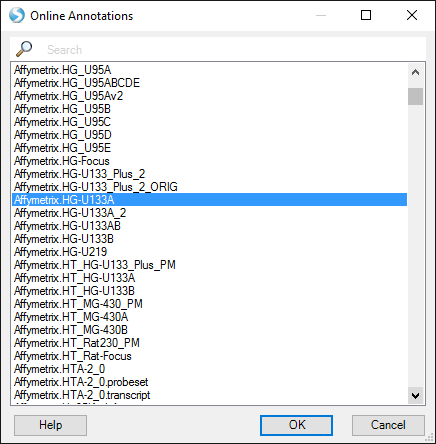 Online Annotations
Search
Affymetrix.HG_U95A
Affymetrix.HG_U95ABCDE
Affymetrix.HG_U95Av2
Affymetrix.HG_U95B
Affymetrix.HG_U95C
Affymetrix.HG_U95D
Affymetrix.HG_U95E
Affymetrix.HG-Focus
Affymetrix.HG-U133_Plus_2
Affymetrix.HG-U133_Plus_2_ORIG
Affymetrix.HG-U133A
Affymetrix.HG-U133A_2
Affymetrix.HG-U133AB
Affymetrix.HG-U133B
Affymetrix.HG-U219
Affymetrix.HT_HG-U133_Plus_PM
Affymetrix.HT_HG-U133A
Affymetrix.HT_HG-U133B
Affymetrix.HT_MG-430_PM
Affymetrix.HT_MG-430A
Affymetrix.HT_MG-430B
Affymetrix.HT_Rat230_PM
Affymetrix.HT_Rat-Focus
Affymetrix.HTA-2_0
Affymetrix.HTA-2_0.probeset
Affymetrix.HTA-2_0.transcript
Help
OK
Cancel